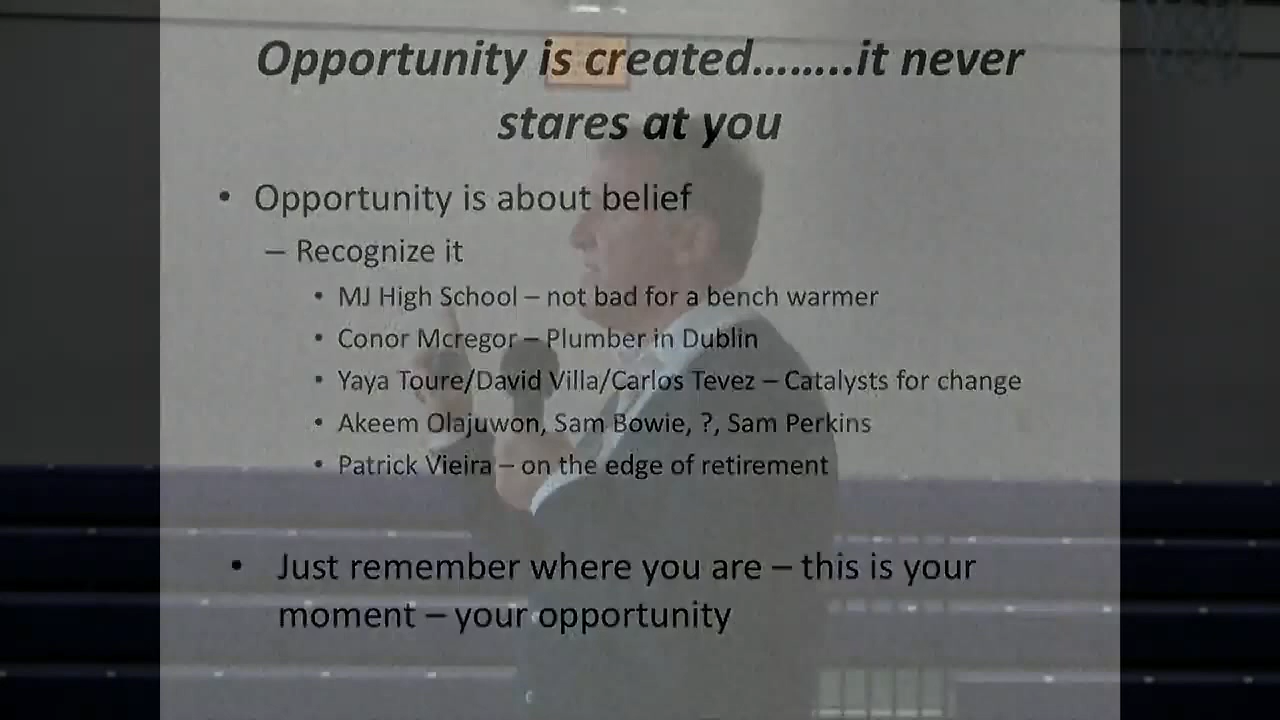 Opportunity is created……..it never
stares at you
• Opportunity is about belief
– Recognize it
• MJ High School – not bad for a bench warmer
• Conor Mcregor – Plumber in Dublin
• Yaya Toure/David Villa/Carlos Tevez – Catalysts for change
• Akeem Olajuwon, Sam Bowie, ?, Sam Perkins
• Patrick Vieira – on the edge of retirement
• Just remember where you are – this is your
moment – your opportunity